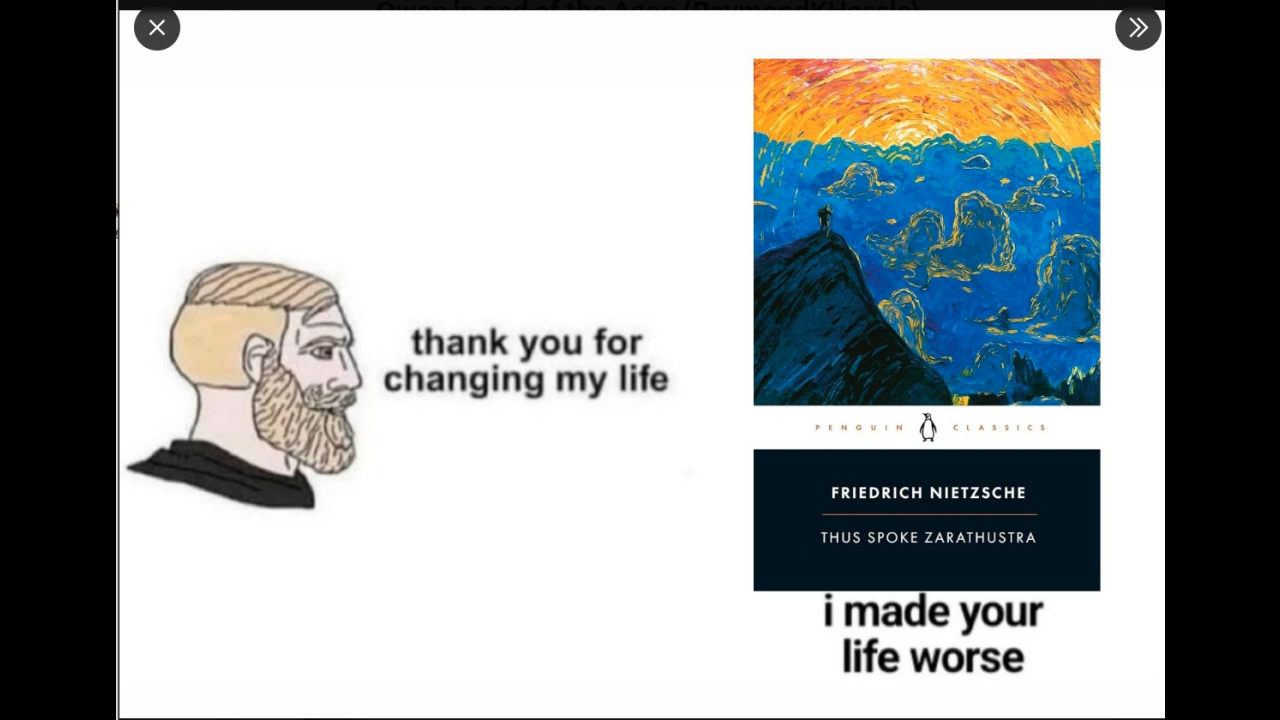 thank you for
changing my life
PENGUIN CLASSICS
FRIEDRICH NIETZSCHE
THUS SPOKE ZARATHUSTRA
i made your
life worse